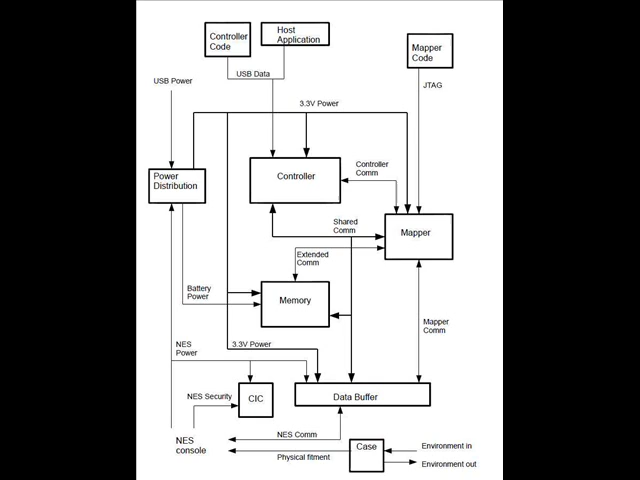 Host
Application
Controller
Code
Mapper
Code
USB Data
USB Power
JTAG
3.3V Power
Controller
Comm
Power
Distribution
Controller
Shared
Comm
Mapper
Extended
Comm
Battery
Power
Memory
Mapper
Comm
NES
Power
3.3V Power
NES Security
CIC
Data Buffer
NES Comm
NES
console
Physical fitment
Case
Environment in
Environment out